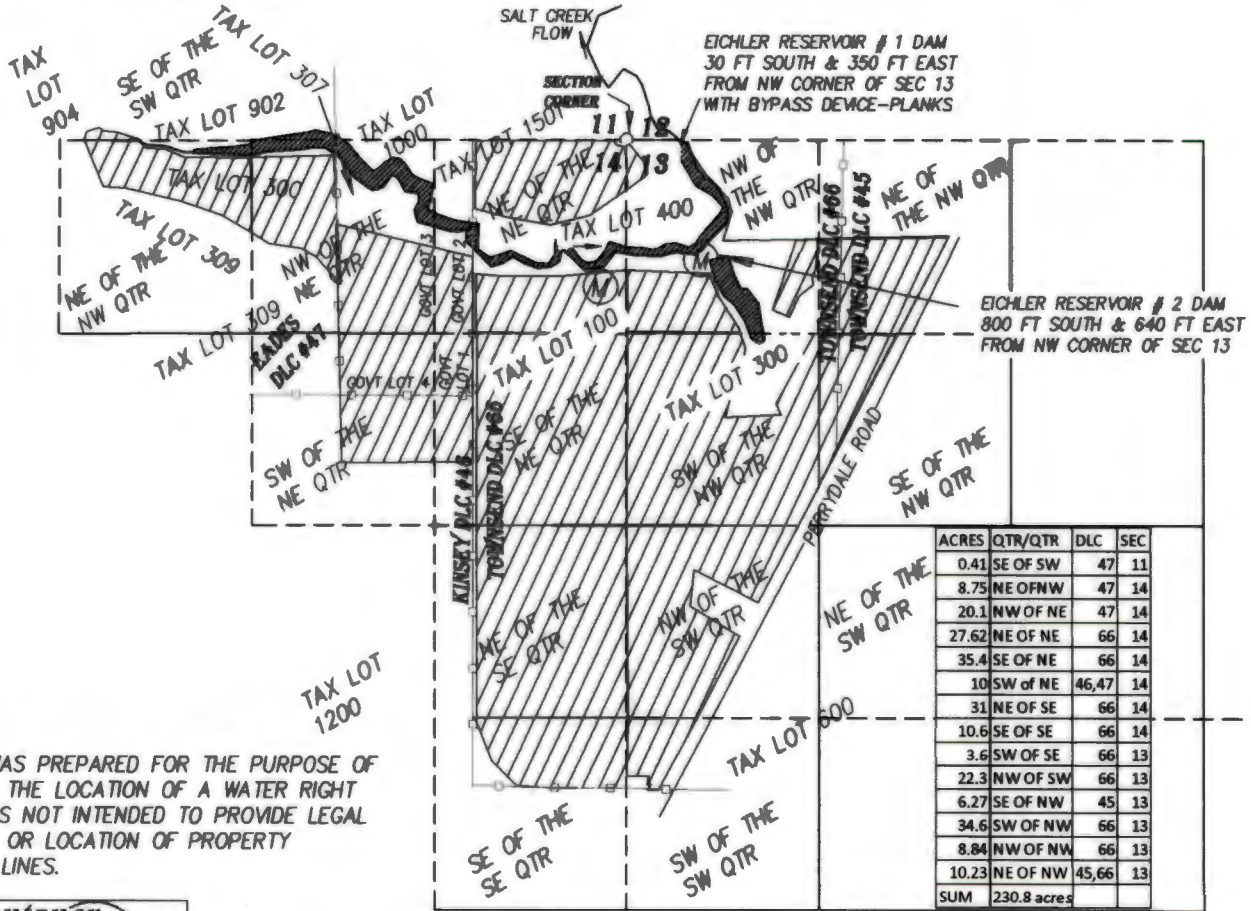 SALT CREEK
FLOW
EICHLER RESERVOIR # 1 DAM
30 FT SOUTH & 350 FT EAST
FROM NW CORNER OF SEC 13
WITH BYPASS DEVICE-PLANKS
SECTION
CORNER
11 12
14 13
TAX
LOT
904
SE OF THE
SW QTR
TAX LOT 307
TAX LOT 902
TAX LOT
1000
TAX LOT 1501
NE OF THE
NE QTR
TAX LOT 400
NW OF
THE
NW QTR
TOWNSEND DLC #66
TOWNSEND DLC #45
NE OF
THE NW QTR
TAX LOT 300
TAX LOT 309
NE OF THE
NW QTR
NW OF THE
NE QTR
GOVT LOT 3
GOVT LOT 2
M
M
EICHLER RESERVOIR # 2 DAM
800 FT SOUTH & 640 FT EAST
FROM NW CORNER OF SEC 13
TAX LOT 309
EADES
DLC #47
GOVT LOT 4
GOVT
LOT 1
TAX LOT 100
TAX LOT 300
SW OF THE
NE QTR
SE OF THE
NE QTR
SW OF THE
NW QTR
PERRYDALE ROAD
SE OF THE
NW QTR
KINSEY DLC #46
TOWNSEND DLC #66
NE OF THE
SE QTR
NW OF THE
SW QTR
NE OF THE
SW QTR
TAX LOT
1200
TAX LOT 600
SE OF THE
SE QTR
SW OF THE
SW QTR
AS PREPARED FOR THE PURPOSE OF
THE LOCATION OF A WATER RIGHT
S NOT INTENDED TO PROVIDE LEGAL
OR LOCATION OF PROPERTY
LINES.
ACRES QTR/QTR DLC SEC
0.41 SE OF SW 47 11
8.75 NE OFNW 47 14
20.1 NW OF NE 47 14
27.62 NE OF NE 66 14
35.4 SE OF NE 66 14
10 SW of NE 46,47 14
31 NE OF SE 66 14
10.6 SE OF SE 66 14
3.6 SW OF SE 66 13
22.3 NW OF SW 66 13
6.27 SE OF NW 45 13
34.6 SW OF NW 66 13
8.84 NW OF NW 66 13
10.23 NE OF NW 45,66 13
SUM 230.8 acres